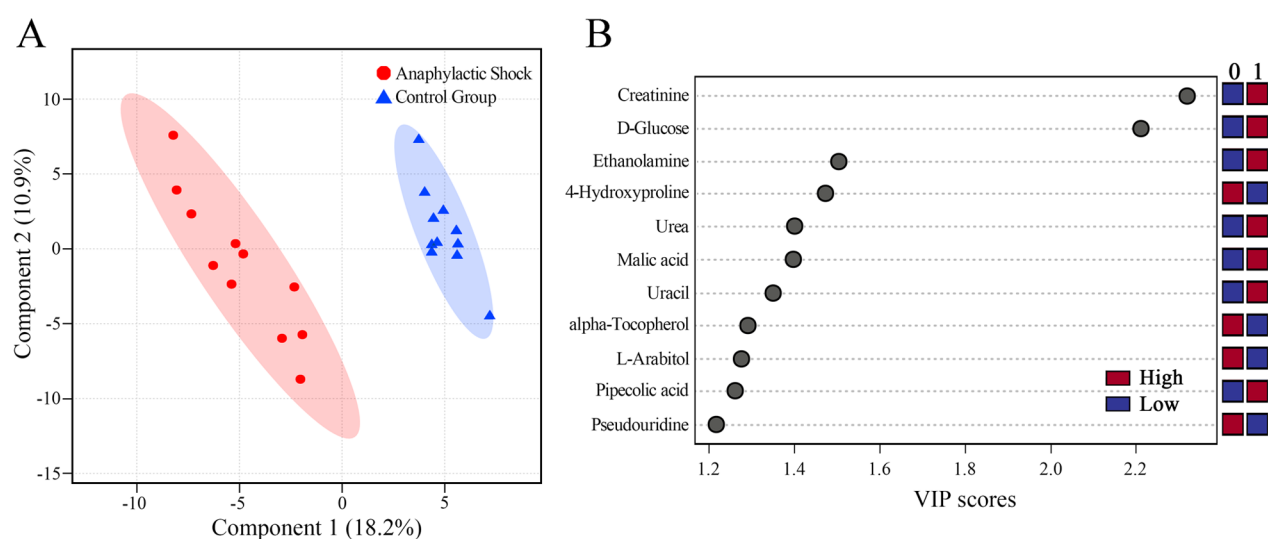 A
Anaphylactic Shock
Control Group
10
5
0
-5
-10
-15
Component 2 (10.9%)
-10
-5
0
5
Component 1 (18.2%)
B
0 1
Creatinine
D-Glucose
Ethanolamine
4-Hydroxyproline
Urea
Malic acid
Uracil
alpha-Tocopherol
L-Arabitol
Pipecolic acid
Pseudouridine
High
Low
1.2 1.4 1.6 1.8 2.0 2.2
VIP scores